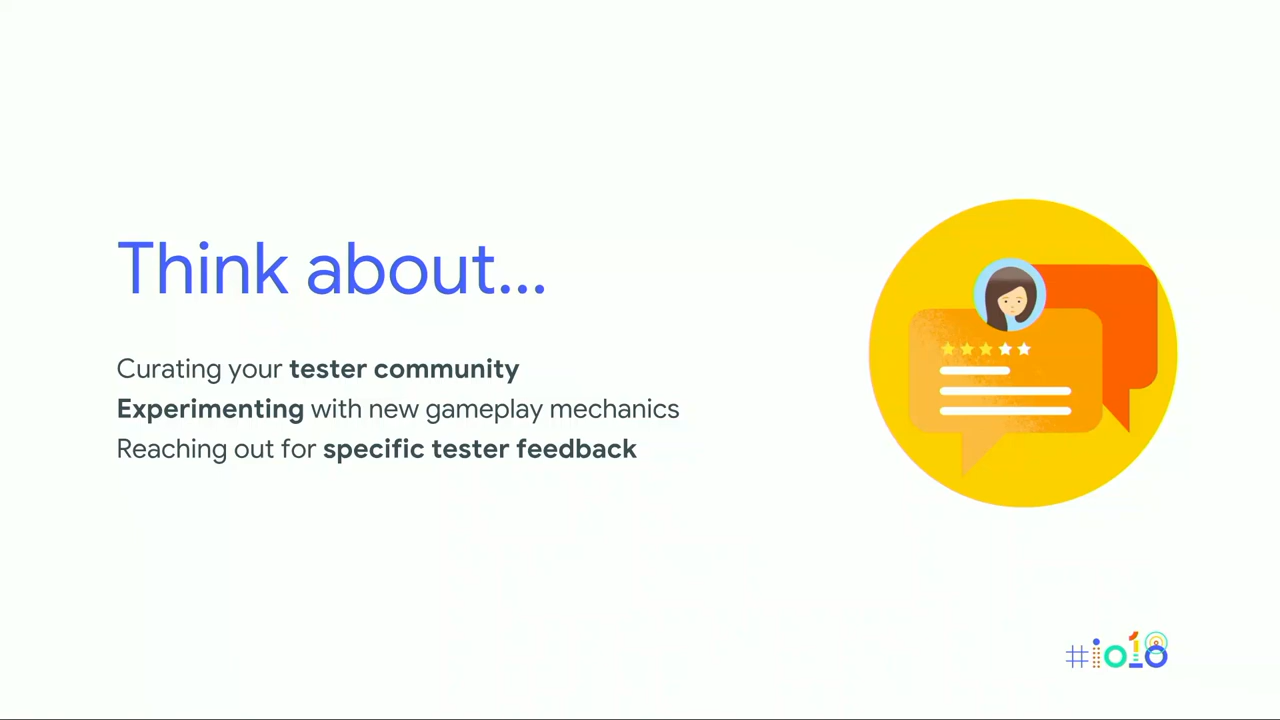 Think about...
Curating your tester community
Experimenting with new gameplay mechanics
Reaching out for specific tester feedback
#io18